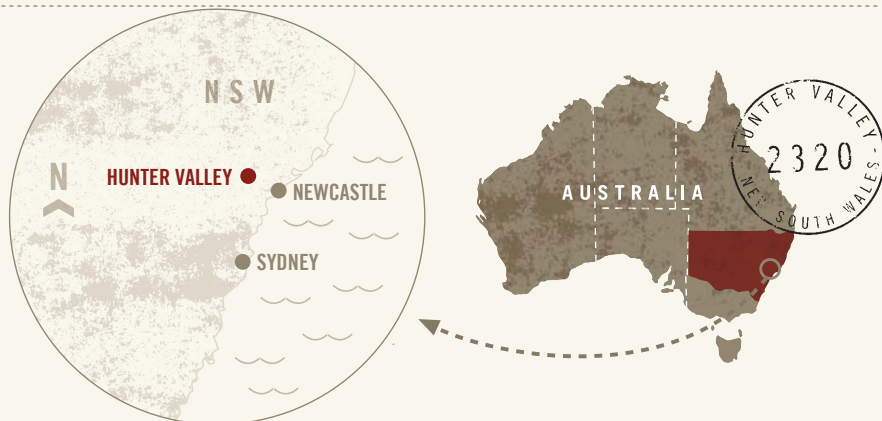 NSW
N
HUNTER VALLEY
NEWCASTLE
SYDNEY
AUSTRALIA
HUNTER VALLEY -
2320
NEW SOUTH WALES -